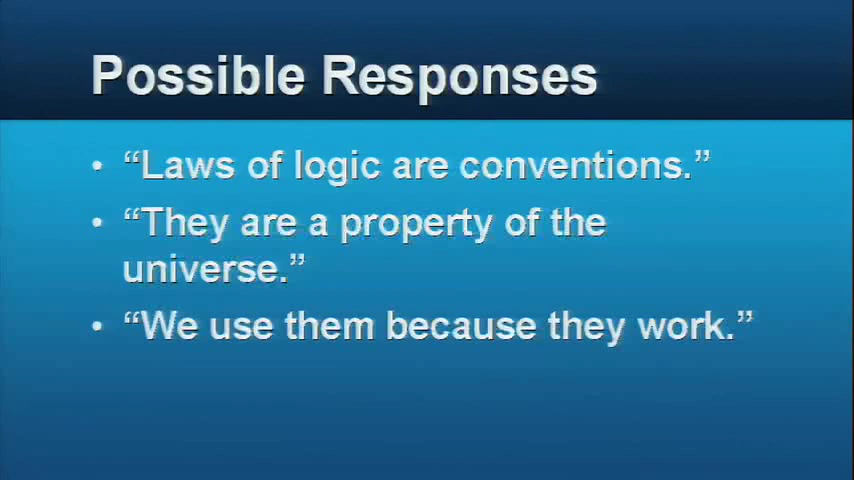 Possible Responses
• “Laws of logic are conventions.”
• “They are a property of the
universe.”
• “We use them because they work.”